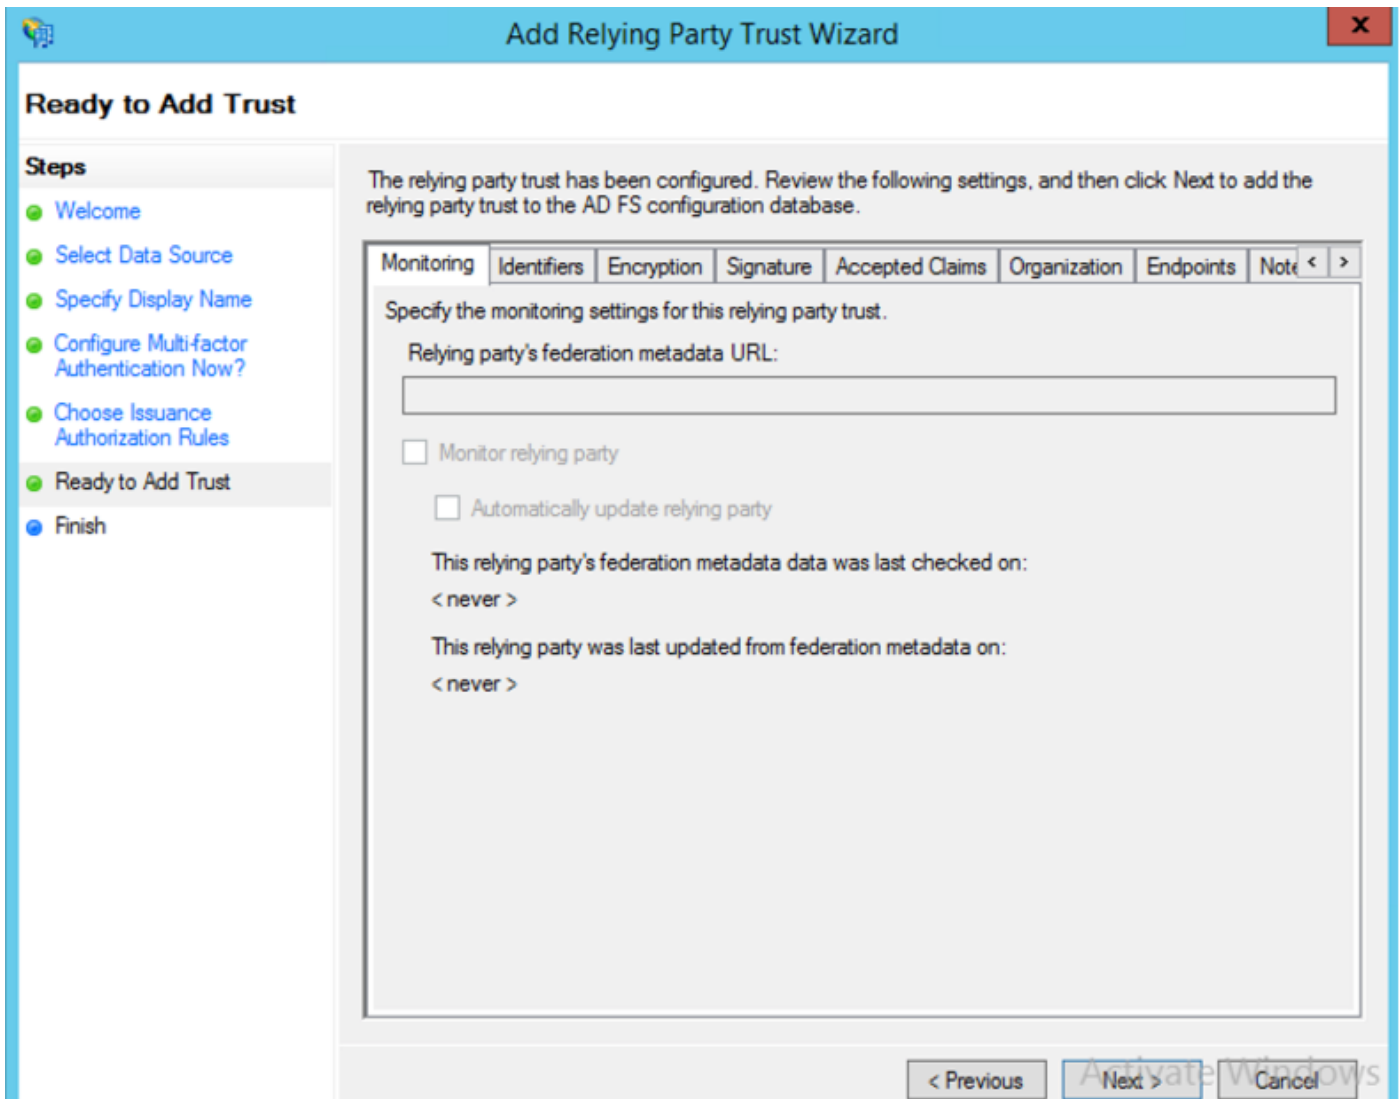 Add Relying Party Trust Wizard
X
Ready to Add Trust
Steps
Welcome
Select Data Source
Specify Display Name
Configure Multi-factor
Authentication Now?
Choose Issuance
Authorization Rules
Ready to Add Trust
Finish
The relying party trust has been configured. Review the following settings, and then click Next to add the
relying party trust to the AD FS configuration database.
Monitoring Identifiers Encryption Signature Accepted Claims Organization Endpoints Note < >
Specify the monitoring settings for this relying party trust.
Relying party's federation metadata URL:
Monitor relying party
Automatically update relying party
This relying party's federation metadata data was last checked on:
< never >
This relying party was last updated from federation metadata on:
< never >
< Previous Next > Cancel
Activate Windows